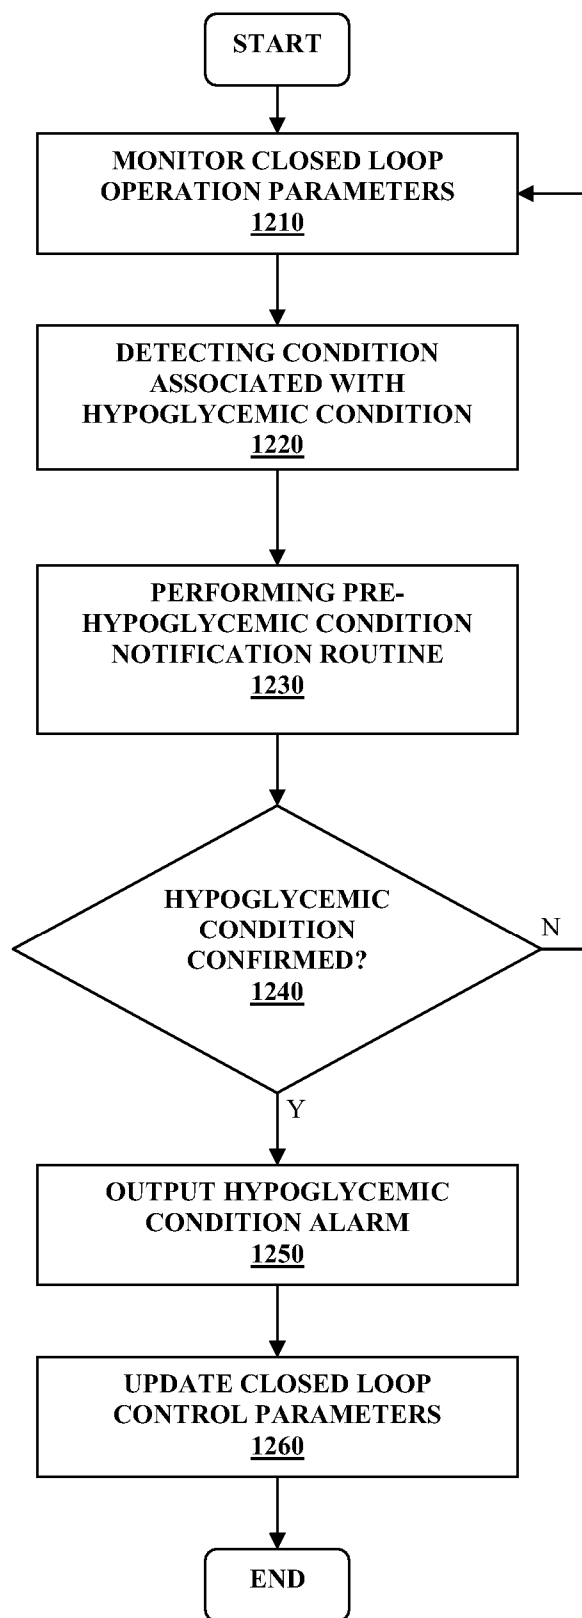 START
MONITOR CLOSED LOOP
OPERATION PARAMETERS
1210
DETECTING CONDITION
ASSOCIATED WITH
HYPOGLYCEMIC CONDITION
1220
PERFORMING PRE-
HYPOGLYCEMIC CONDITION
NOTIFICATION ROUTINE
1230
HYPOGLYCEMIC
CONDITION
CONFIRMED?
1240
N
Y
OUTPUT HYPOGLYCEMIC
CONDITION ALARM
1250
UPDATE CLOSED LOOP
CONTROL PARAMETERS
1260
END